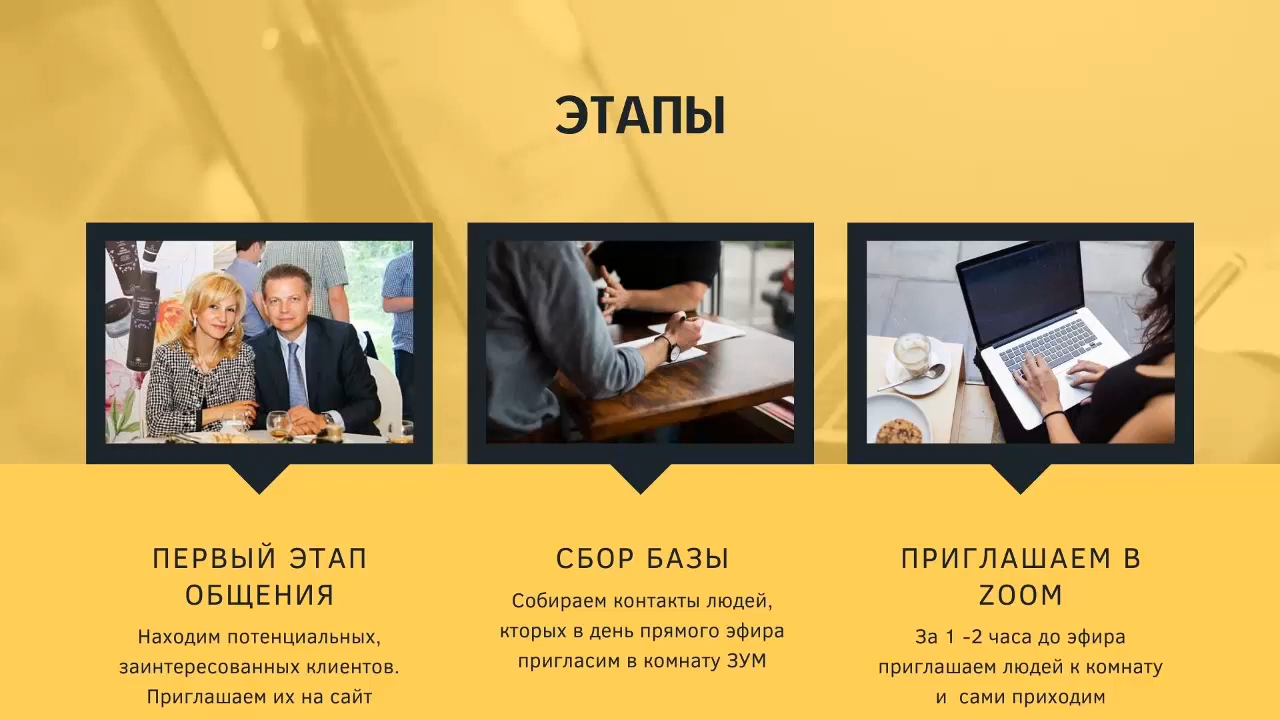 ЭТАПЫ
ПЕРВЫЙ ЭТАП
ОБЩЕНИЯ
Находим потенциальных,
заинтересованных клиентов.
Приглашаем их на сайт
СБОР БАЗЫ
Собираем контакты людей,
кторых в день прямого эфира
пригласим в комнату ЗУМ
ПРИГЛАШАЕМ В
ZOOM
За 1 -2 часа до эфира
приглашаем людей к комнату
и  сами приходим